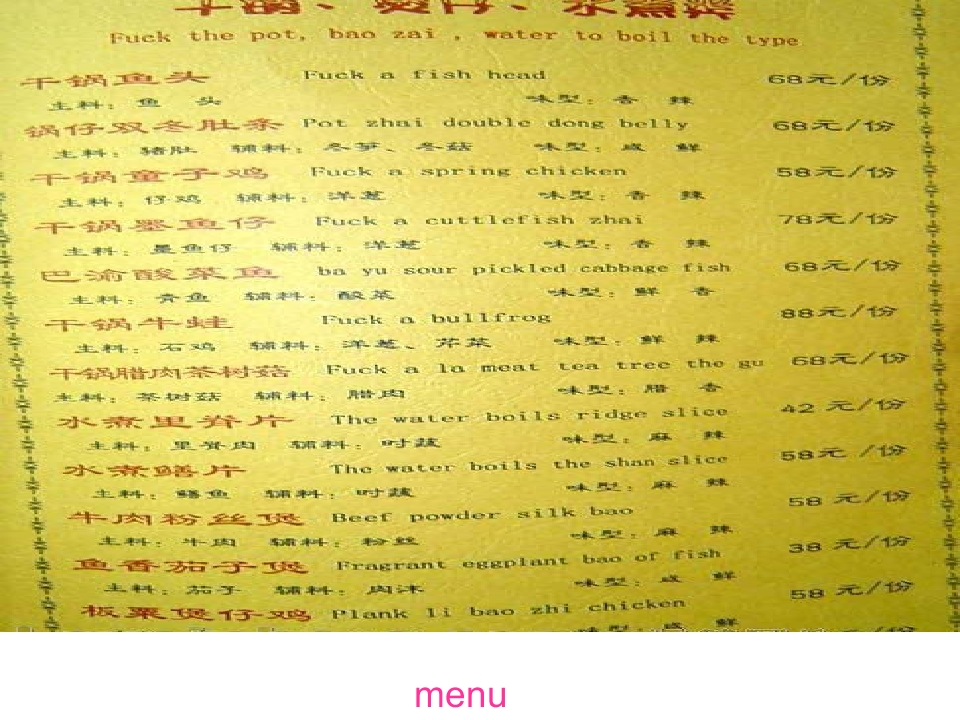 干锅、煲仔、水煮类
Fuck the pot, bao zai , water to boil the type
干锅鱼头 Fuck a fish head 68元/份
主料：鱼 头 味型：香 辣
锅仔双冬肚条 Pot zhai double dong belly 68元/份
主料：猪肚 辅料：冬笋、冬菇 味型：咸 鲜
干锅童子鸡 Fuck a spring chicken 58元/份
主料：仔鸡 辅料：洋葱 味型：香 辣
干锅墨鱼仔 Fuck a cuttlefish zhai 78元/份
主料：墨鱼仔 辅料：洋葱 味型：香 辣
巴渝酸菜鱼 ba yu sour pickled cabbage fish 68元/份
主料：青鱼 辅料：酸菜 味型：鲜 香
干锅牛蛙 Fuck a bullfrog 88元/份
主料：石鸡 辅料：洋葱、芹菜 味型：鲜 辣
干锅腊肉茶树菇 Fuck a la meat tea tree the gu 68元/份
主料：茶树菇 辅料：腊肉 味型：腊 香
水煮里脊片 The water boils ridge slice 42 元/份
主料：里脊肉 辅料：时蔬 味型：麻 辣
水煮鳝片 The water boils the shan slice 58元/份
主料：鳝鱼 辅料：时蔬 味型：麻 辣
牛肉粉丝煲 Beef powder silk bao 58 元/份
主料：牛肉 辅料：粉丝 味型：麻 辣
鱼香茄子煲 Fragrant eggplant bao of fish 38 元/份
主料：茄子 辅料：肉沫 味型：咸 鲜
板栗煲仔鸡 Plank li bao zhi chicken 58 元/份
味型：咸 鲜
menu